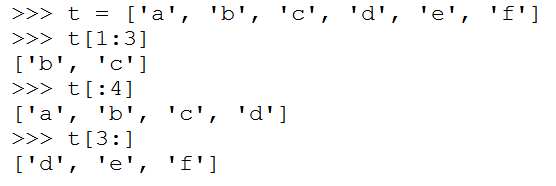 >>> t = ['a', 'b', 'c', 'd', 'e', 'f']
>>> t[1:3]
['b', 'c']
>>> t[:4]
['a', 'b', 'c', 'd']
>>> t[3:]
['d', 'e', 'f']